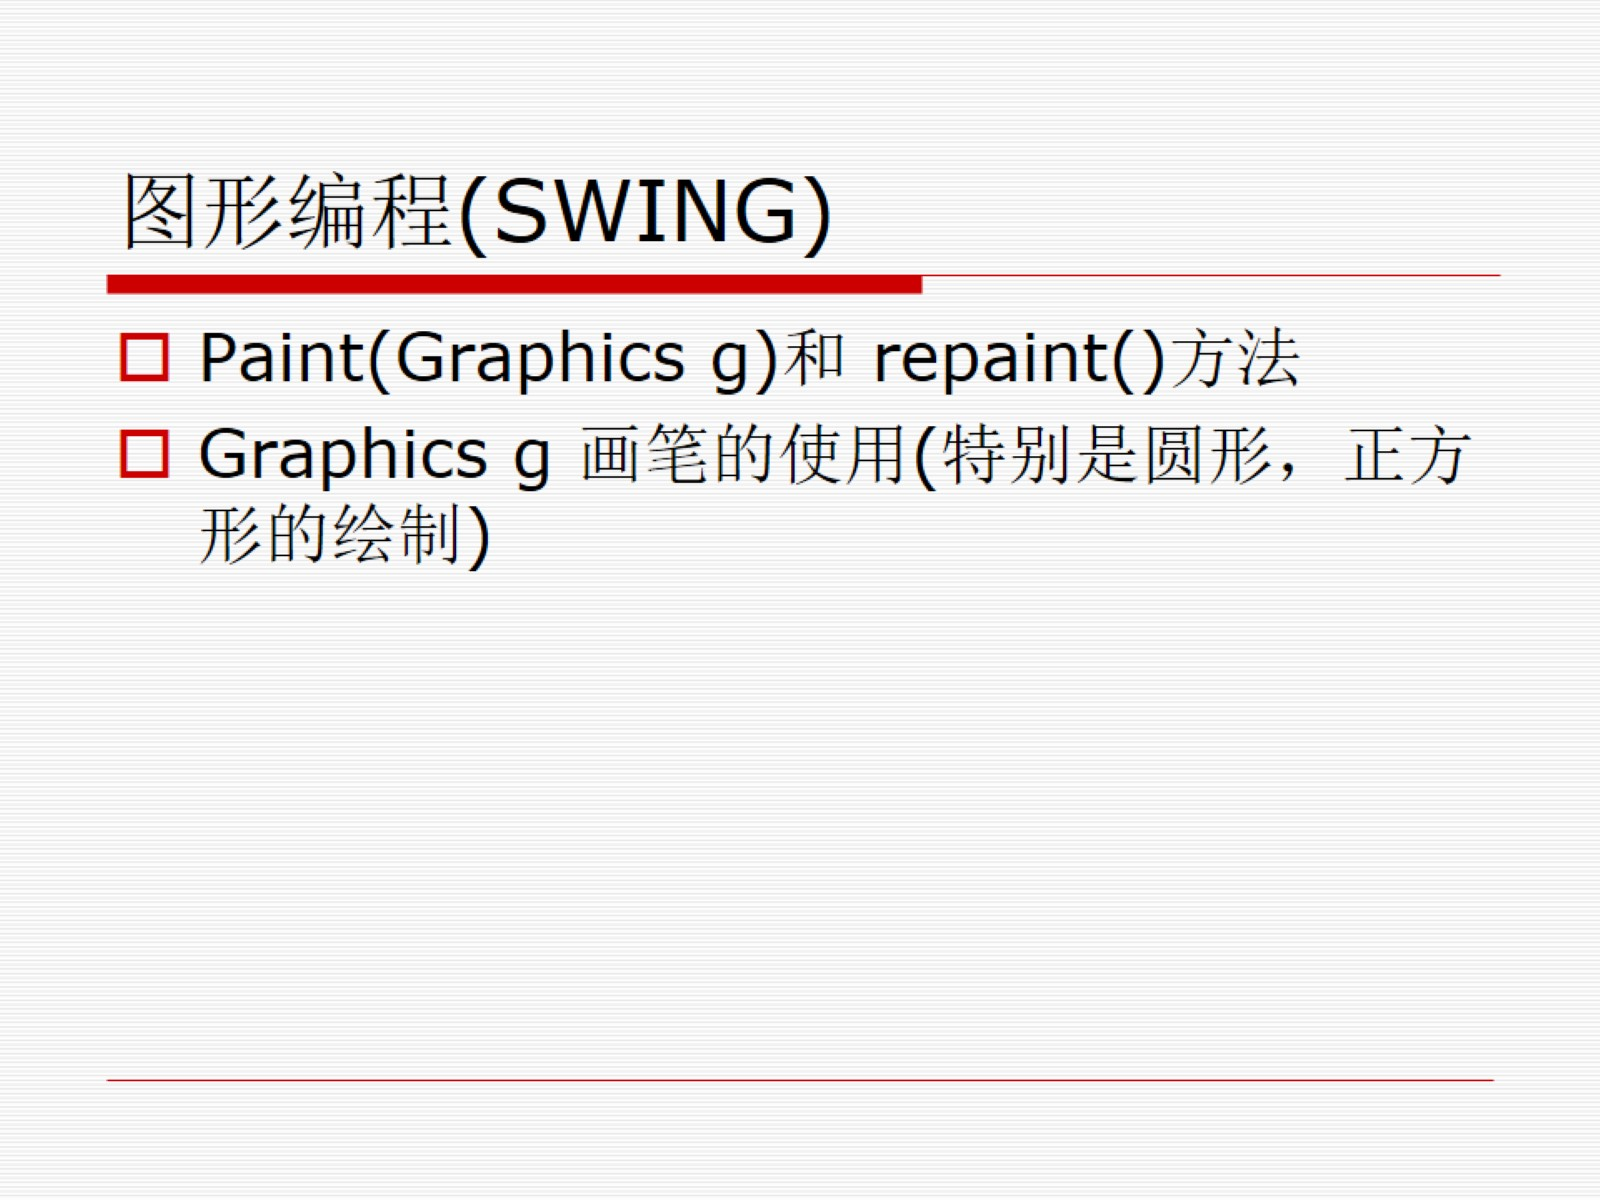 图形编程(SWING)
Paint(Graphics g)和 repaint()方法
Graphics g 画笔的使用(特别是圆形，正方
形的绘制)